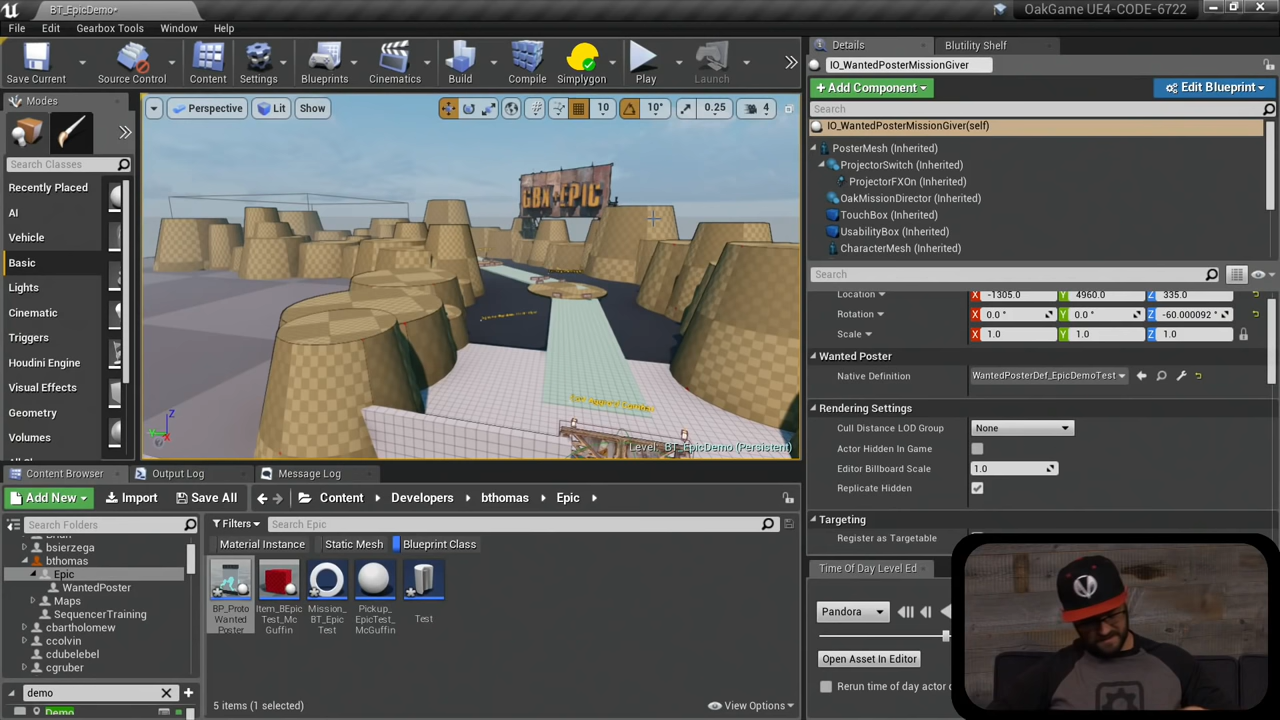 BT_EpicDemo*
OakGame UE4-CODE-6722
File Edit Gearbox Tools Window Help
Save Current
Source Control
Content
Settings
Blueprints
Cinematics
Build
Compile
Simplygon
Play
Launch
Modes
Search Classes
Recently Placed
AI
Vehicle
Basic
Lights
Cinematic
Triggers
Houdini Engine
Visual Effects
Geometry
Volumes
Perspective Lit Show
10 10° 0.25 4
GBX EPIC
Level: BT_EpicDemo (Persistent)
Content Browser Output Log Message Log
Add New Import Save All Content Developers bthomas Epic
Search Folders
bsierzega
bthomas
Epic
WantedPoster
Maps
SequencerTraining
cbartholomew
ccolvin
cdubelebel
cgruber
demo
Demo
Filters Search Epic
Material Instance Static Mesh Blueprint Class
BP_Proto
Wanted
Poster
Item_BEpic
Test_Mc
Guffin
Mission_
BT_Epic
Test
Pickup_
EpicTest_
McGuffin
Test
5 items (1 selected)
View Options
Details Blutility Shelf
IO_WantedPosterMissionGiver
+ Add Component Edit Blueprint
Search
IO_WantedPosterMissionGiver(self)
PosterMesh (Inherited)
ProjectorSwitch (Inherited)
ProjectorFXOn (Inherited)
OakMissionDirector (Inherited)
TouchBox (Inherited)
UsabilityBox (Inherited)
CharacterMesh (Inherited)
Search
Location X -1305.0 Y 4960.0 Z 335.0
Rotation X 0.0 ° Y 0.0 ° Z -60.000092 °
Scale X 1.0 Y 1.0 Z 1.0
Wanted Poster
Native Definition WantedPosterDef_EpicDemoTest
Rendering Settings
Cull Distance LOD Group None
Actor Hidden In Game
Editor Billboard Scale 1.0
Replicate Hidden
Targeting
Register as Targetable
Time Of Day Level Ed
Pandora
Open Asset In Editor
Rerun time of day actor